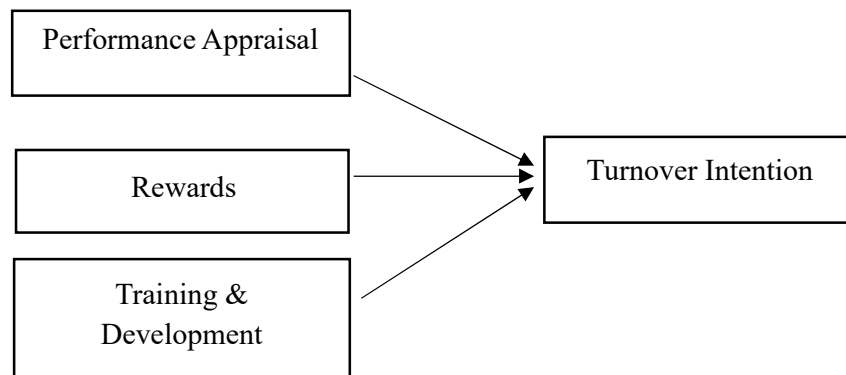 Performance Appraisal
Rewards
Training &
Development
Turnover Intention